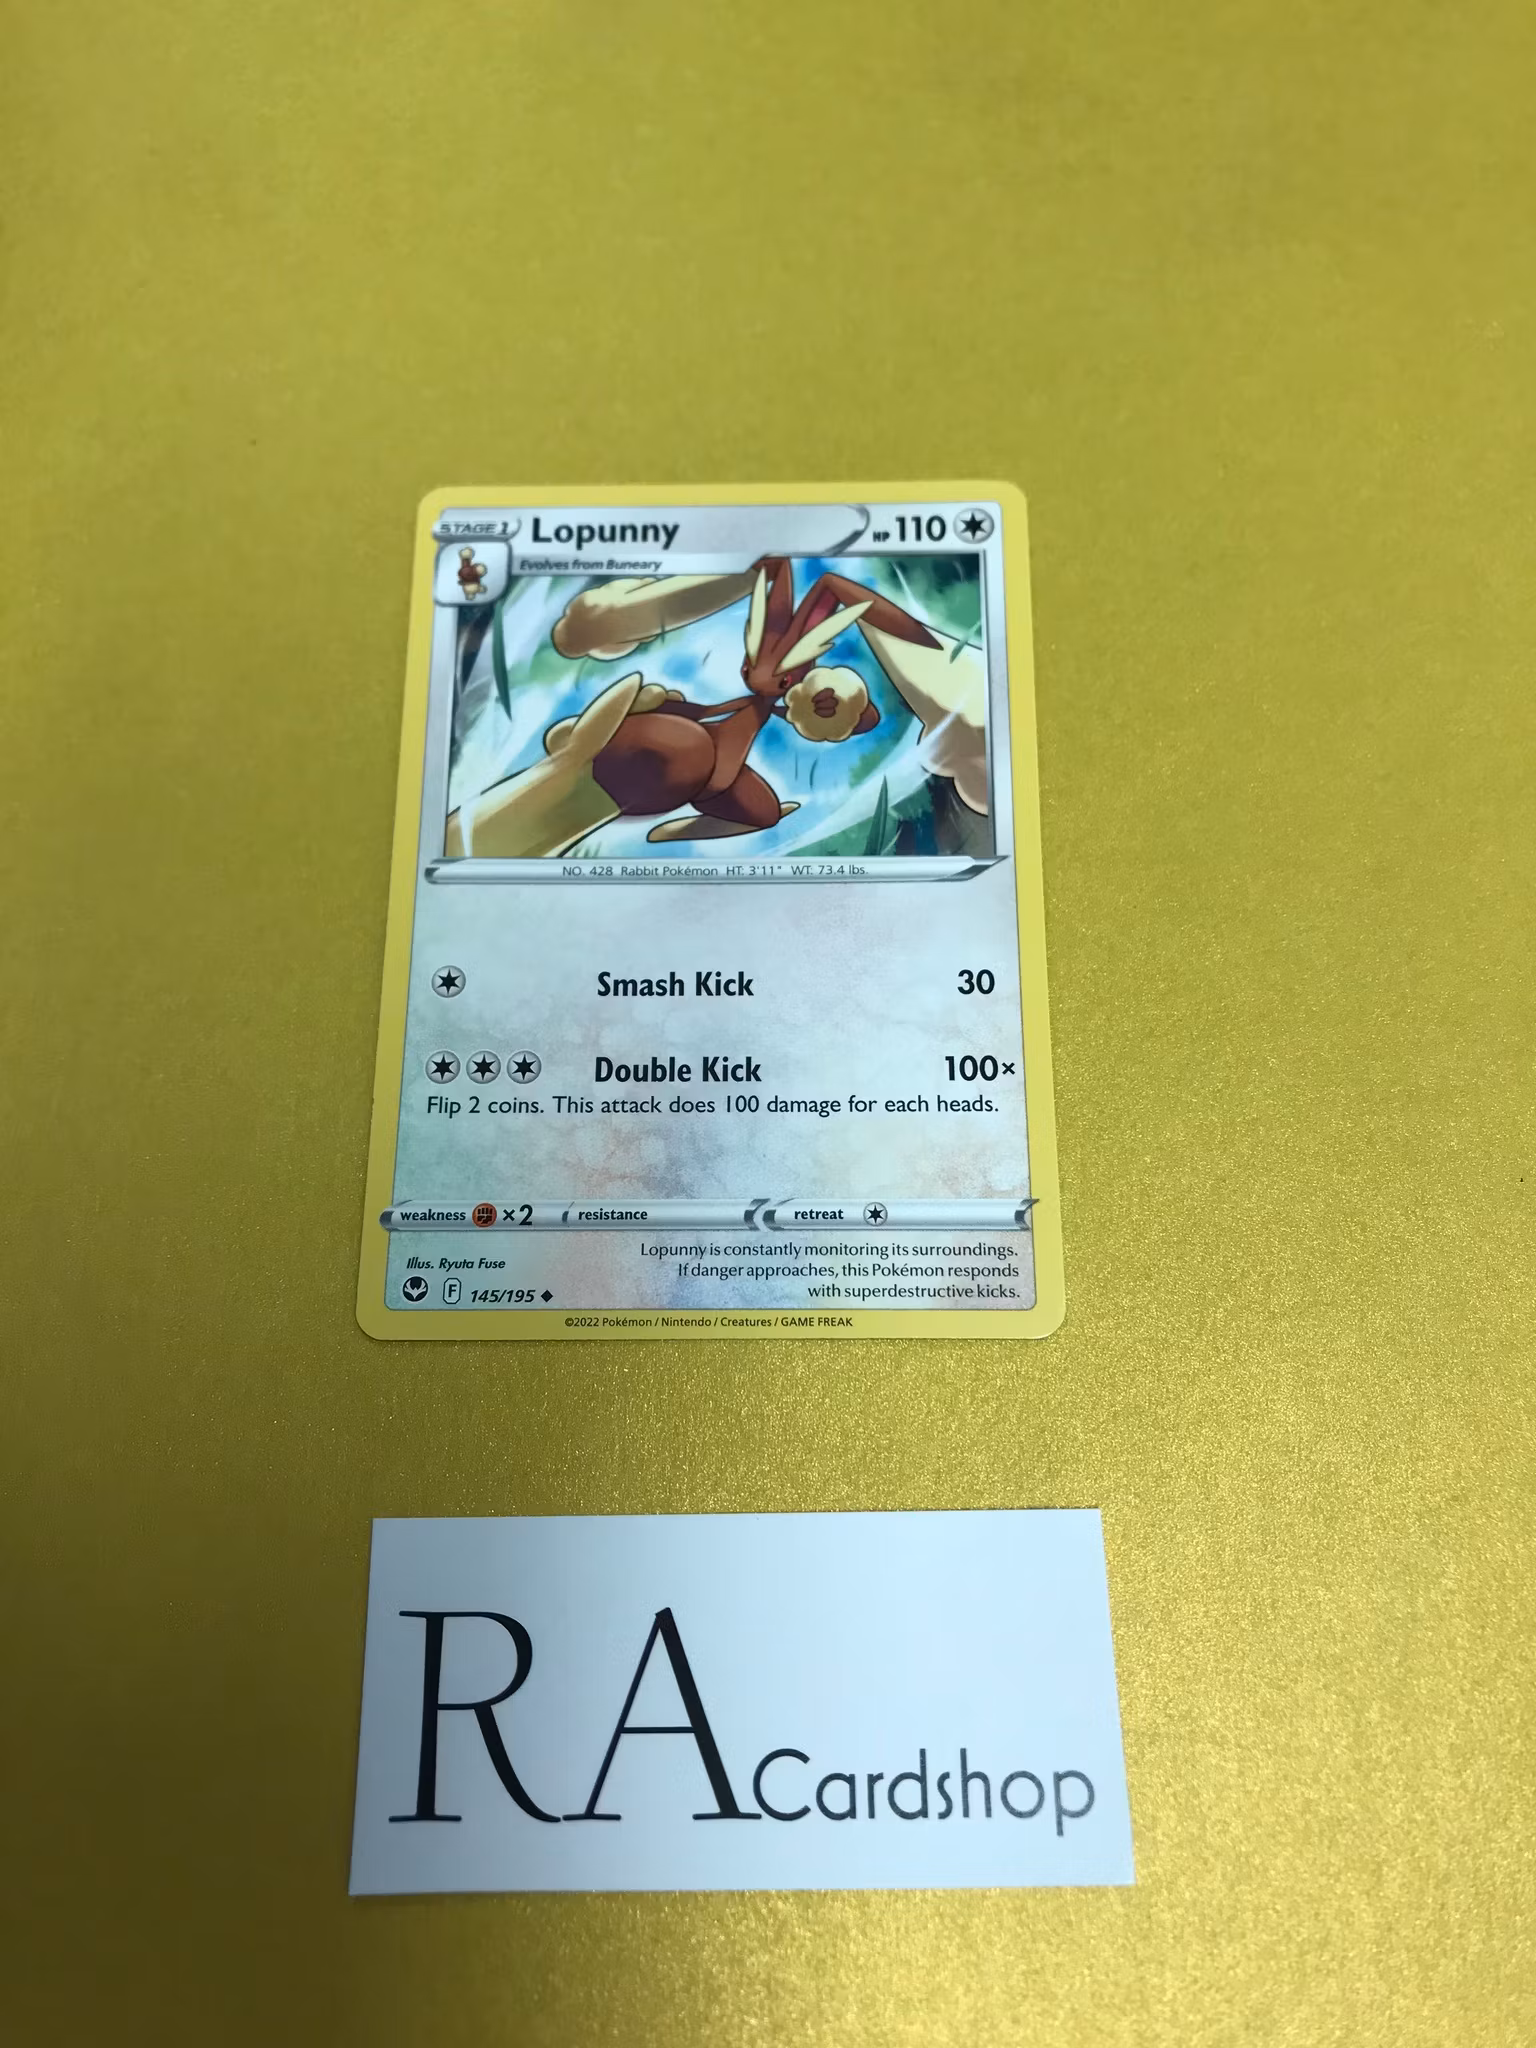 STAGE 1 Lopunny HP 110
Evolves from Buneary
NO. 428 Rabbit Pokémon HT: 3'11" WT: 73.4 lbs.
Smash Kick 30
Double Kick 100×
Flip 2 coins. This attack does 100 damage for each heads.
weakness ×2 resistance retreat
Lopunny is constantly monitoring its surroundings.
If danger approaches, this Pokémon responds
with superdestructive kicks.
Illus. Ryuta Fuse
F 145/195
©2022 Pokémon / Nintendo / Creatures / GAME FREAK
RA Cardshop